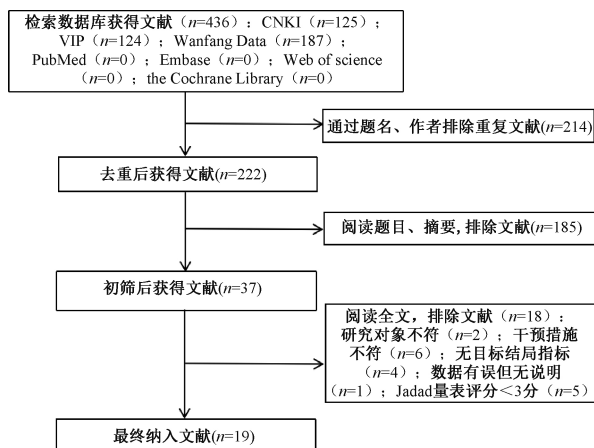 检索数据库获得文献（n=436）：CNKI（125）；
VIP（124）；Wanfang Data（187）；
PubMed（0）；Embase（0）；Web of science
（0）；the Cochrane Library（0）
通过题名、作者排除重复文献(n=214)
去重后获得文献(n=222)
阅读题目、摘要,排除文献(n=185)
初筛后获得文献(n=37)
阅读全文，排除文献（n=18）：
研究对象不符（n=2）；干预措施
不符（n=6）；无目标结局指标
（n=4）；数据有误但无说明
（n=1）；Jadad量表评分＜3分（n=5）
最终纳入文献(n=19)